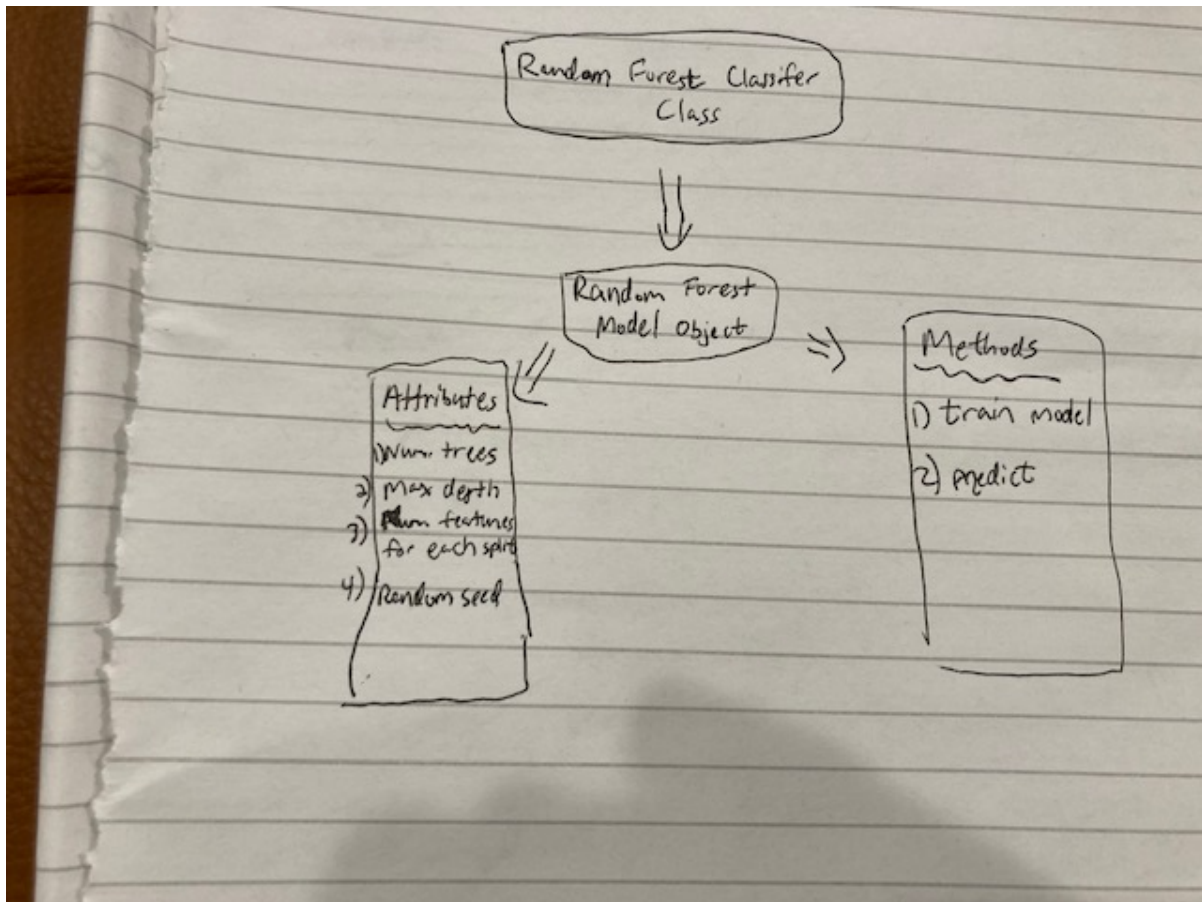 Random Forest Classifer
Class
Random Forest
Model Object
Attributes
1) Num. trees
2) Max depth
3) Num features
for each split
4) Random seed
Methods
1) train model
2) predict